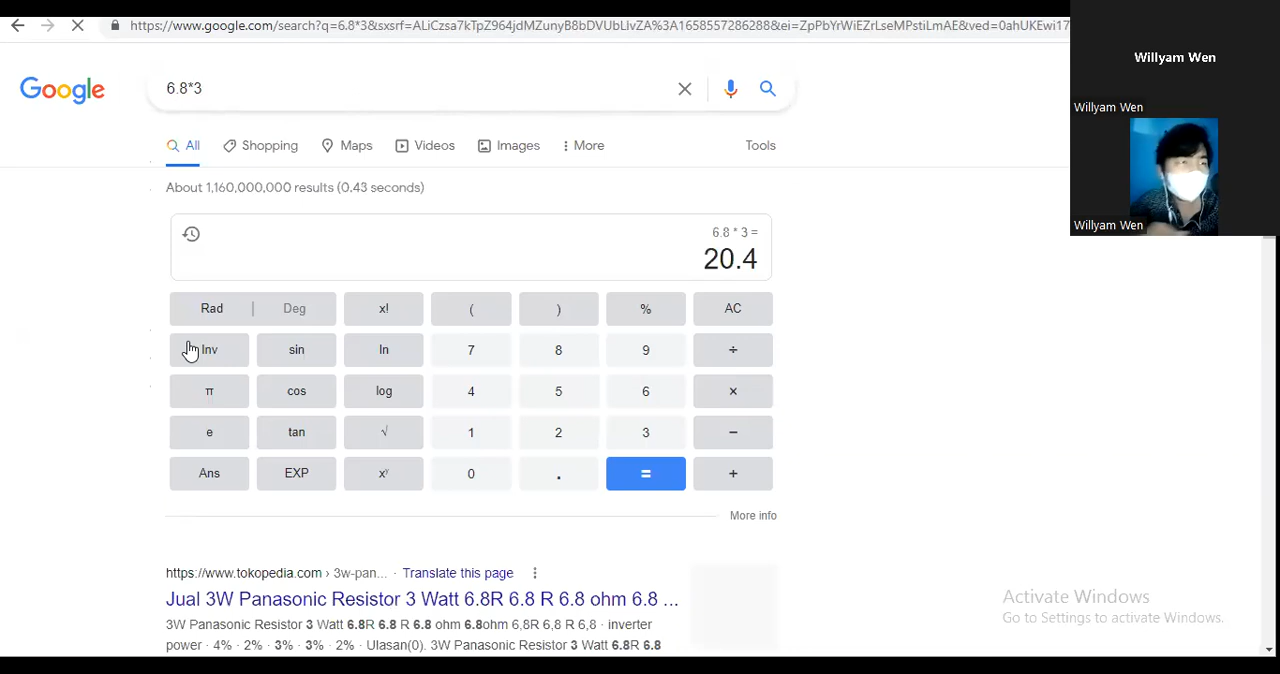 https://www.google.com/search?q=6.8*3&sxsrf=ALiCzsa7kTpZ964jdMZunyB8bDVUbLIvZA%3A1658557286288&ei=ZpPbYrWiEZrLseMPstiLmAE&ved=0ahUKEwi17
Willyam Wen
Google
6.8*3
Willyam Wen
All Shopping Maps Videos Images More Tools
About 1,160,000,000 results (0.43 seconds)
Willyam Wen
6.8 * 3 =
20.4
Rad | Deg x! ( ) % AC
Inv sin ln 7 8 9 ÷
π cos log 4 5 6 ×
e tan √ 1 2 3 −
Ans EXP xʸ 0 . = +
More info
https://www.tokopedia.com › 3w-pan... · Translate this page
Jual 3W Panasonic Resistor 3 Watt 6.8R 6.8 R 6.8 ohm 6.8 ...
3W Panasonic Resistor 3 Watt 6.8R 6.8 R 6.8 ohm 6.8ohm 6,8R 6,8 R 6,8 · inverter
power · 4% · 2% · 3% · 3% · 2% · Ulasan(0). 3W Panasonic Resistor 3 Watt 6.8R 6.8
Activate Windows
Go to Settings to activate Windows.